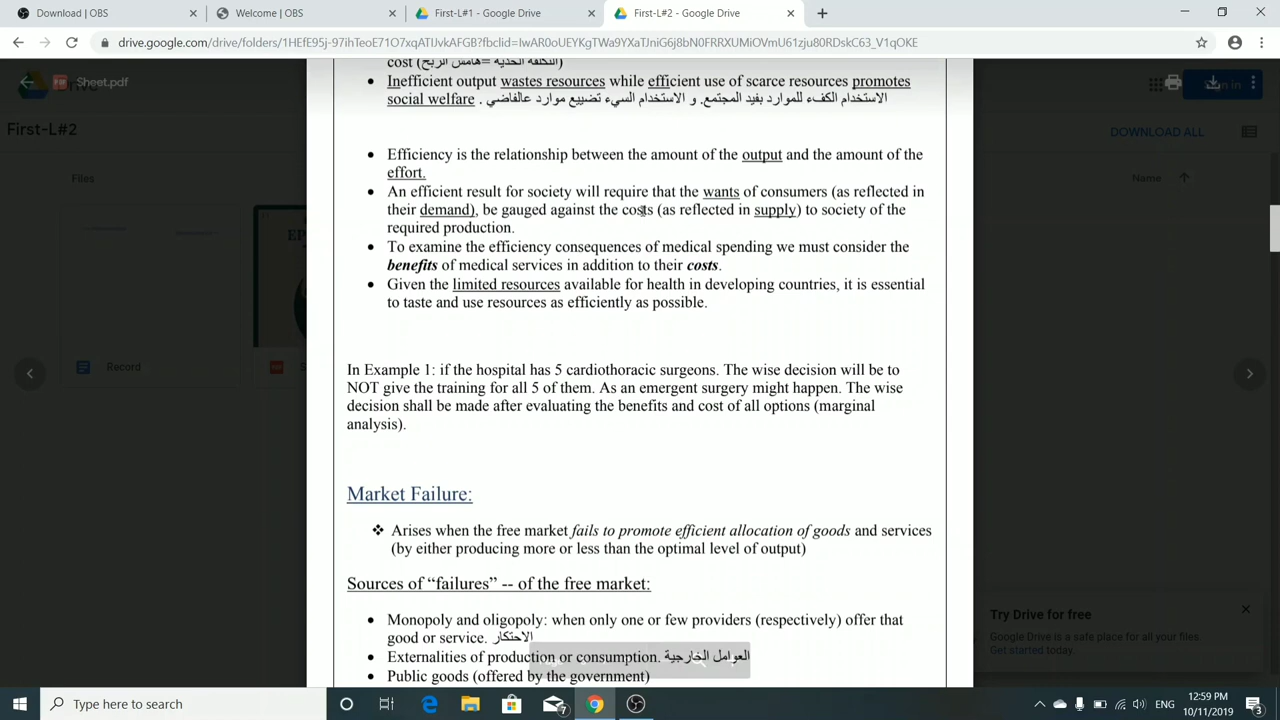 Download | OBS
Welcome | OBS
First-L#1 - Google Drive
First-L#2 - Google Drive
drive.google.com/drive/folders/1HEfE95j-97ihTeoE71O7xqATIJvkAFGB?fbclid=IwAR0oUEYKgTWa9YXaTJniG6j8bN0FRRXUMiOVmU61zju80RDskC63_V1qOKE
Sheet.pdf
Sign in
First-L#2
DOWNLOAD ALL
Files
Name
Record
cost (التكلفة الحدية =هامش الربح)
• Inefficient output wastes resources while efficient use of scarce resources promotes
social welfare . الاستخدام الكفء للموارد بفيد المجتمع. و الاستخدام السيء تضييع موارد عالفاضي
• Efficiency is the relationship between the amount of the output and the amount of the
effort.
• An efficient result for society will require that the wants of consumers (as reflected in
their demand), be gauged against the costs (as reflected in supply) to society of the
required production.
• To examine the efficiency consequences of medical spending we must consider the
benefits of medical services in addition to their costs.
• Given the limited resources available for health in developing countries, it is essential
to taste and use resources as efficiently as possible.
In Example 1: if the hospital has 5 cardiothoracic surgeons. The wise decision will be to
NOT give the training for all 5 of them. As an emergent surgery might happen. The wise
decision shall be made after evaluating the benefits and cost of all options (marginal
analysis).
Market Failure:
❖ Arises when the free market fails to promote efficient allocation of goods and services
(by either producing more or less than the optimal level of output)
Sources of “failures” -- of the free market:
• Monopoly and oligopoly: when only one or few providers (respectively) offer that
good or service. الاحتكار
• Externalities of production or consumption. العوامل الخارجية
• Public goods (offered by the government)
Try Drive for free
Google Drive is a safe place for all your files
Get started today.
Type here to search
7
ENG
12:59 PM
10/11/2019
3